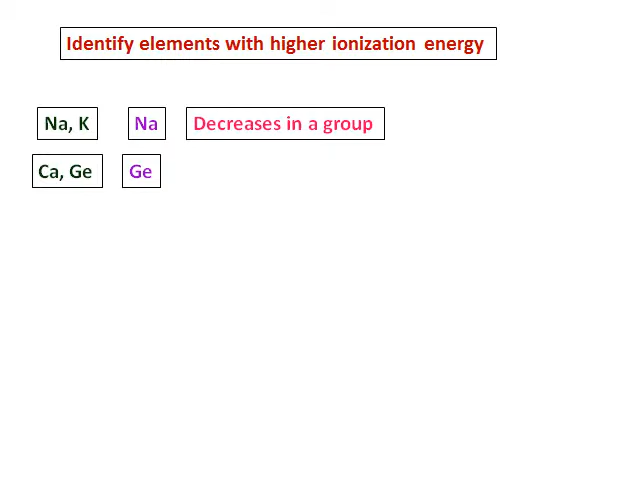 Identify elements with higher ionization energy
Na, K Na Decreases in a group
Ca, Ge Ge